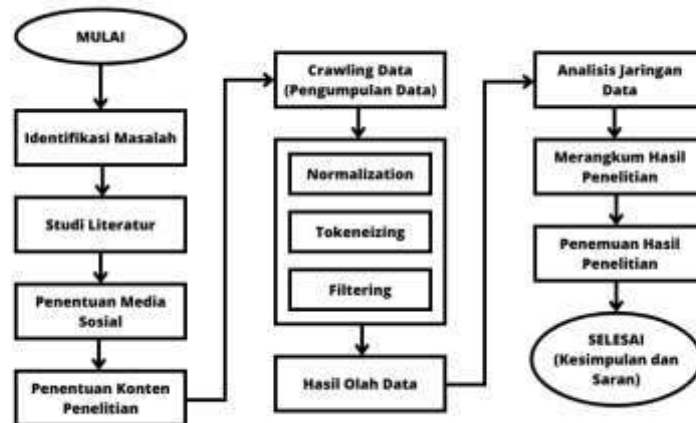 MULAI
Identifikasi Masalah
Studi Literatur
Penentuan Media
Sosial
Penentuan Konten
Penelitian
Crawling Data
(Pengumpulan Data)
Normalization
Tokeneizing
Filtering
Hasil Olah Data
Analisis Jaringan
Data
Merangkum Hasil
Penelitian
Penemuan Hasil
Penelitian
SELESAI
(Kesimpulan dan
Saran)